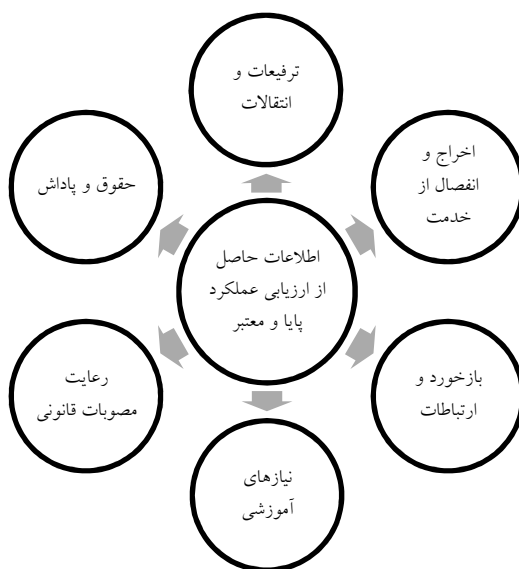 ترفیعات و
انتقالات
اخراج و
انفصال از
خدمت
حقوق و پاداش
اطلاعات حاصل
از ارزیابی عملکرد
پایا و معتبر
بازخورد و
ارتباطات
رعایت
مصوبات قانونی
نیازهای
آموزشی